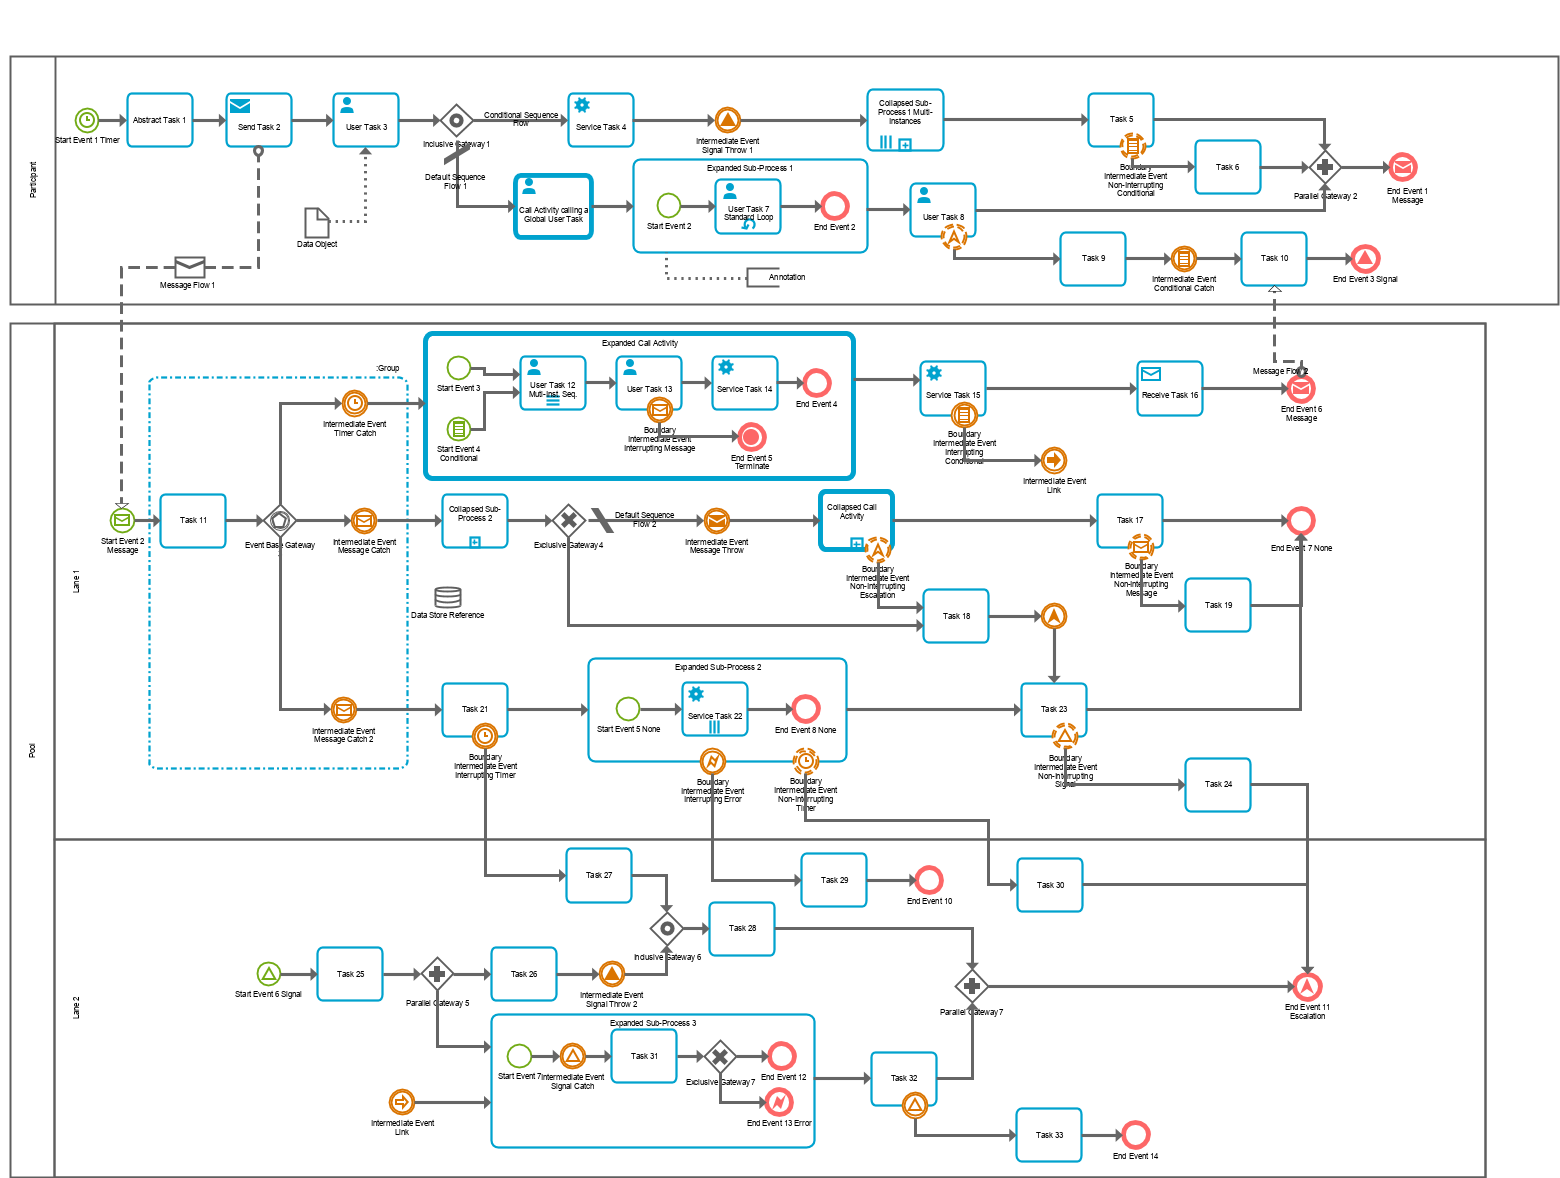 Participant
Start Event 1 Timer
Abstract Task 1
Send Task 2
User Task 3
Inclusive Gateway 1
Conditional Sequence
Flow
Default Sequence
Flow 1
Service Task 4
Intermediate Event
Signal Throw 1
Collapsed Sub-
Process 1 Multi-
Instances
Task 5
Boundary
Intermediate Event
Non-Interrupting
Conditional
Task 6
Parallel Gateway 2
End Event 1
Message
Data Object
Call Activity calling a
Global User Task
Expanded Sub-Process 1
Start Event 2
User Task 7
Standard Loop
End Event 2
User Task 8
Annotation
Task 9
Intermediate Event
Conditional Catch
Task 10
End Event 3 Signal
Message Flow 1
Pool
Lane 1
:Group
Expanded Call Activity
Start Event 3
Start Event 4
Conditional
User Task 12
Muti-Inst. Seq.
User Task 13
Boundary
Intermediate Event
Interrupting Message
Service Task 14
End Event 4
End Event 5
Terminate
Service Task 15
Boundary
Intermediate Event
Interrupting
Conditional
Intermediate Event
Link
Receive Task 16
Message Flow 2
End Event 6
Message
Intermediate Event
Timer Catch
Start Event 2
Message
Task 11
Event Base Gateway
Intermediate Event
Message Catch
Collapsed Sub-
Process 2
Exclusive Gateway 4
Default Sequence
Flow 2
Intermediate Event
Message Throw
Collapsed Call
Activity
Boundary
Intermediate Event
Non-Interrupting
Escalation
Task 17
Boundary
Intermediate Event
Non-Interrupting
Message
End Event 7 None
Task 18
Task 19
Data Store Reference
Intermediate Event
Message Catch 2
Task 21
Boundary
Intermediate Event
Interrupting Timer
Expanded Sub-Process 2
Start Event 5 None
Service Task 22
End Event 8 None
Boundary
Intermediate Event
Interrupting Error
Boundary
Intermediate Event
Non-Interrupting
Timer
Task 23
Boundary
Intermediate Event
Non-Interrupting
Signal
Task 24
Lane 2
Task 27
Task 29
End Event 10
Task 30
Inclusive Gateway 6
Task 28
Start Event 6 Signal
Task 25
Parallel Gateway 5
Task 26
Intermediate Event
Signal Throw 2
Parallel Gateway 7
End Event 11
Escalation
Expanded Sub-Process 3
Start Event 7
Intermediate Event
Signal Catch
Task 31
Exclusive Gateway 7
End Event 12
End Event 13 Error
Intermediate Event
Link
Task 32
Task 33
End Event 14